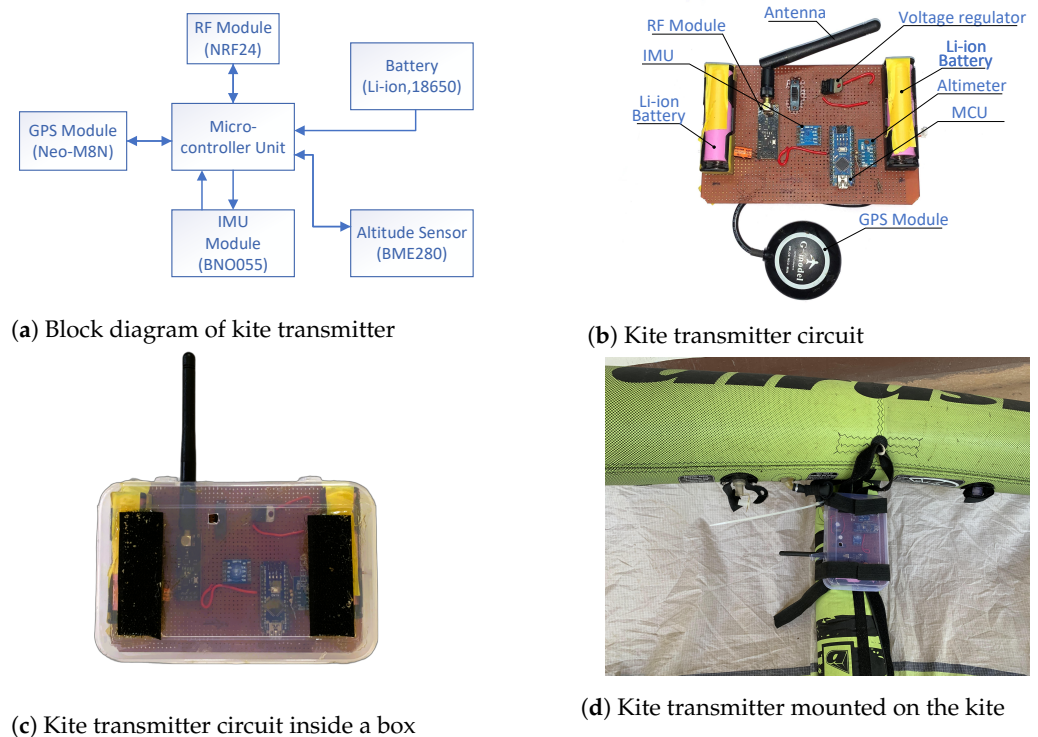 RF Module
(NRF24)
Battery
(Li-ion,18650)
GPS Module
(Neo-M8N)
Micro-
controller Unit
IMU
Module
(BNO055)
Altitude Sensor
(BME280)
(a) Block diagram of kite transmitter
Antenna
Voltage regulator
RF Module
IMU
Li-ion
Battery
Li-ion
Battery
Altimeter
MCU
GPS Module
G-model
(b) Kite transmitter circuit
(c) Kite transmitter circuit inside a box
(d) Kite transmitter mounted on the kite